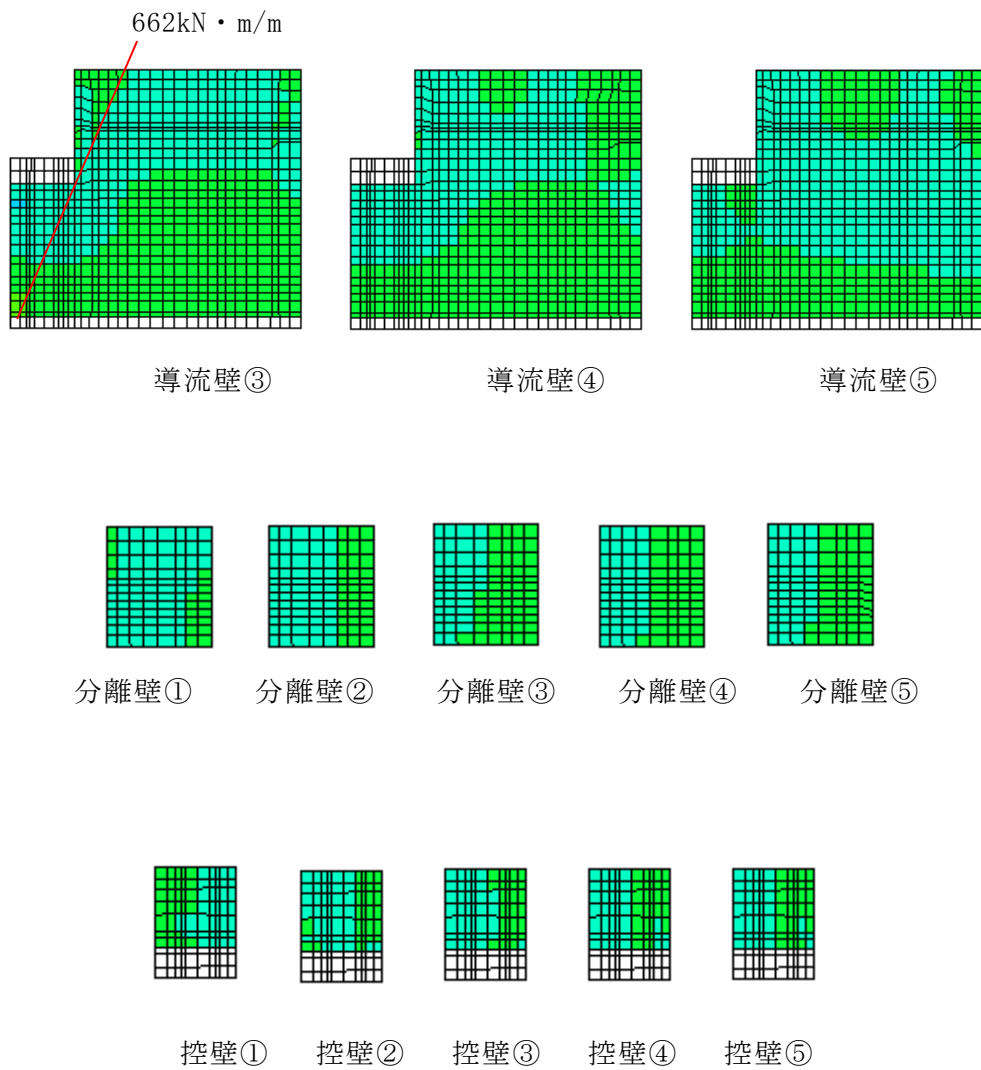 662kN・m/m
導流壁③ 導流壁④ 導流壁⑤
分離壁① 分離壁② 分離壁③ 分離壁④ 分離壁⑤
控壁① 控壁② 控壁③ 控壁④ 控壁⑤